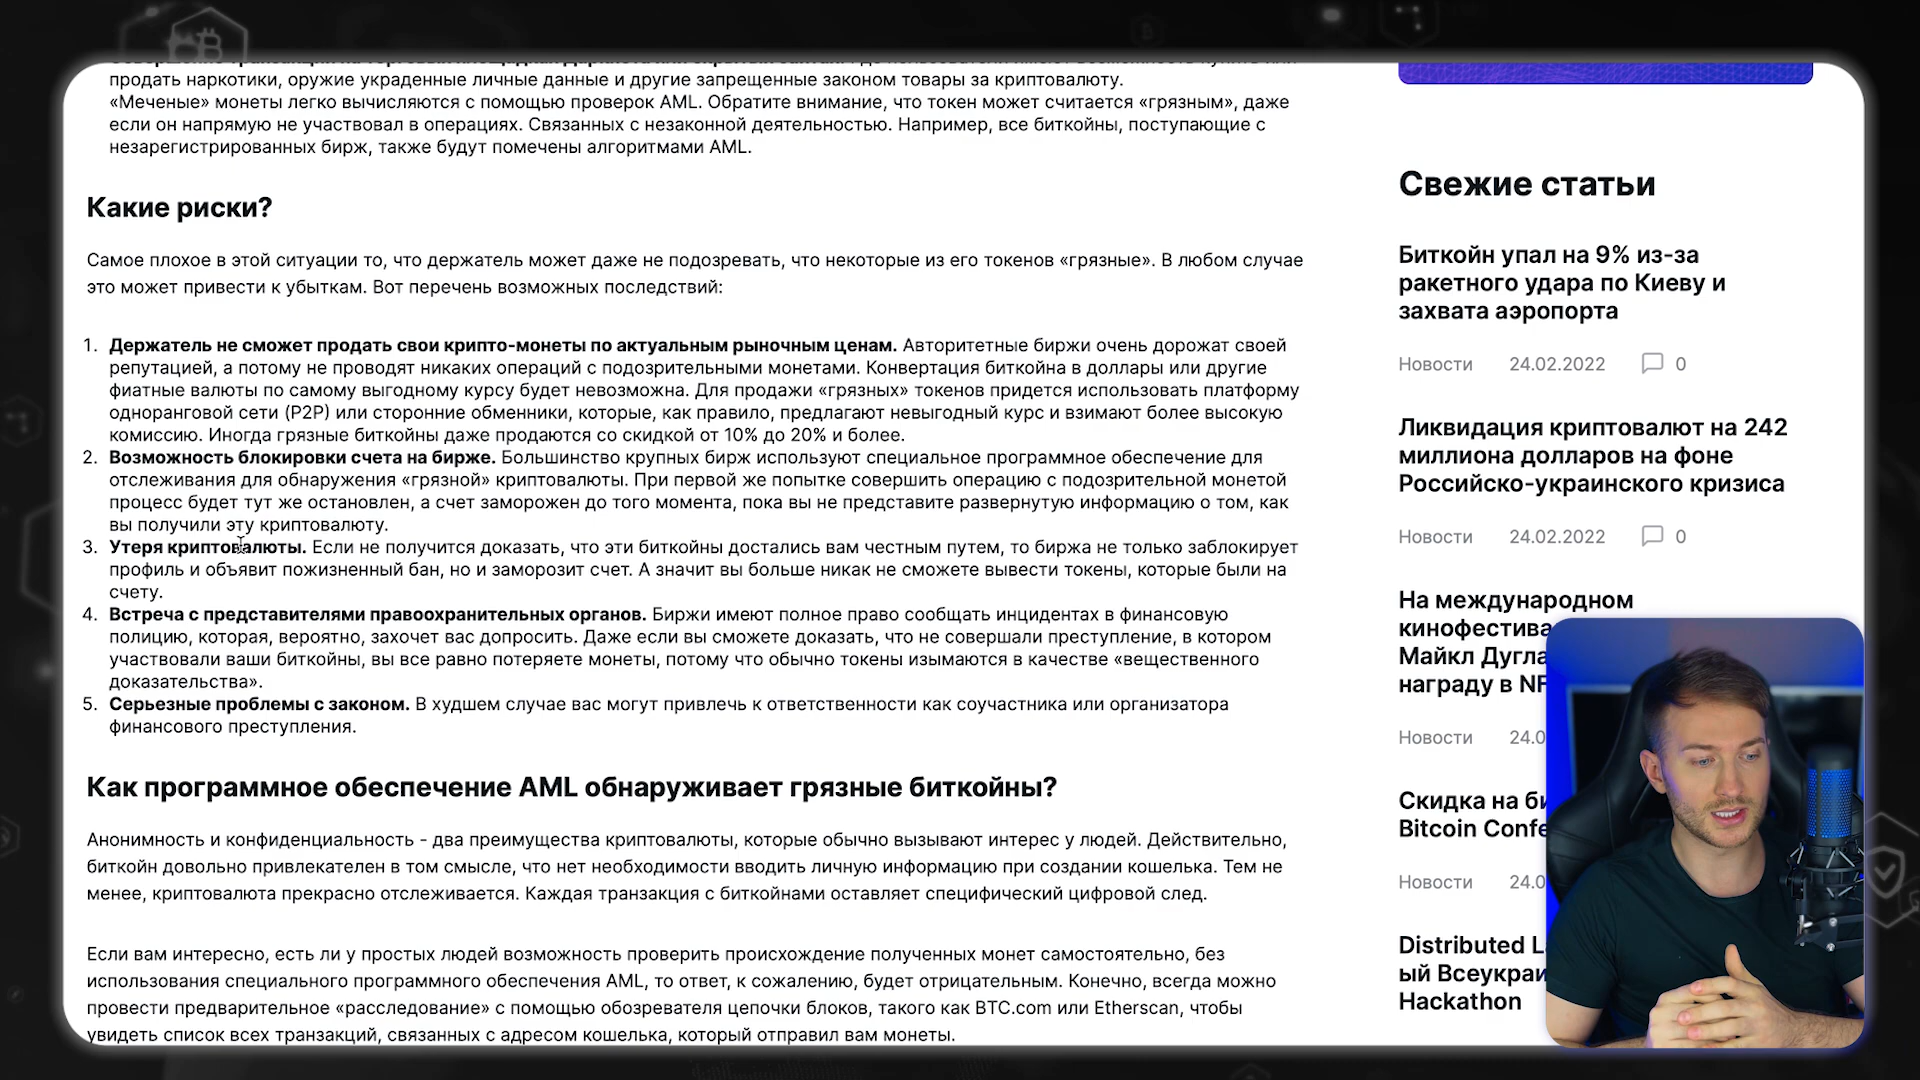 продать наркотики, оружие украденные личные данные и другие запрещенные законом товары за криптовалюту.
«Меченые» монеты легко вычисляются с помощью проверок AML. Обратите внимание, что токен может считается «грязным», даже
если он напрямую не участвовал в операциях. Связанных с незаконной деятельностью. Например, все биткойны, поступающие с
незарегистрированных бирж, также будут помечены алгоритмами AML.
Какие риски?
Самое плохое в этой ситуации то, что держатель может даже не подозревать, что некоторые из его токенов «грязные». В любом случае
это может привести к убыткам. Вот перечень возможных последствий:
1. Держатель не сможет продать свои крипто-монеты по актуальным рыночным ценам. Авторитетные биржи очень дорожат своей
репутацией, а потому не проводят никаких операций с подозрительными монетами. Конвертация биткойна в доллары или другие
фиатные валюты по самому выгодному курсу будет невозможна. Для продажи «грязных» токенов придется использовать платформу
одноранговой сети (P2P) или сторонние обменники, которые, как правило, предлагают невыгодный курс и взимают более высокую
комиссию. Иногда грязные биткойны даже продаются со скидкой от 10% до 20% и более.
2. Возможность блокировки счета на бирже. Большинство крупных бирж используют специальное программное обеспечение для
отслеживания для обнаружения «грязной» криптовалюты. При первой же попытке совершить операцию с подозрительной монетой
процесс будет тут же остановлен, а счет заморожен до того момента, пока вы не представите развернутую информацию о том, как
вы получили эту криптовалюту.
3. Утеря криптовалюты. Если не получится доказать, что эти биткойны достались вам честным путем, то биржа не только заблокирует
профиль и объявит пожизненный бан, но и заморозит счет. А значит вы больше никак не сможете вывести токены, которые были на
счету.
4. Встреча с представителями правоохранительных органов. Биржи имеют полное право сообщать инцидентах в финансовую
полицию, которая, вероятно, захочет вас допросить. Даже если вы сможете доказать, что не совершали преступление, в котором
участвовали ваши биткойны, вы все равно потеряете монеты, потому что обычно токены изымаются в качестве «вещественного
доказательства».
5. Серьезные проблемы с законом. В худшем случае вас могут привлечь к ответственности как соучастника или организатора
финансового преступления.
Как программное обеспечение AML обнаруживает грязные биткойны?
Анонимность и конфиденциальность - два преимущества криптовалюты, которые обычно вызывают интерес у людей. Действительно,
биткойн довольно привлекателен в том смысле, что нет необходимости вводить личную информацию при создании кошелька. Тем не
менее, криптовалюта прекрасно отслеживается. Каждая транзакция с биткойнами оставляет специфический цифровой след.
Если вам интересно, есть ли у простых людей возможность проверить происхождение полученных монет самостоятельно, без
использования специального программного обеспечения AML, то ответ, к сожалению, будет отрицательным. Конечно, всегда можно
провести предварительное «расследование» с помощью обозревателя цепочки блоков, такого как BTC.com или Etherscan, чтобы
увидеть список всех транзакций, связанных с адресом кошелька, который отправил вам монеты.
Свежие статьи
Биткойн упал на 9% из-за
ракетного удара по Киеву и
захвата аэропорта
Новости 24.02.2022 0
Ликвидация криптовалют на 242
миллиона долларов на фоне
Российско-украинского кризиса
Новости 24.02.2022 0
На международном
кинофестива
Майкл Дугла
награду в NF
Новости 24.0
Скидка на би
Bitcoin Confe
Новости 24.0
Distributed L
ый Всеукраи
Hackathon